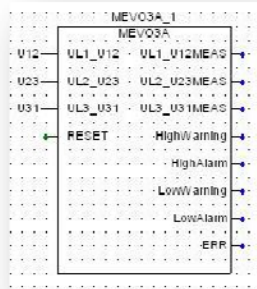 MEVO3A_1
MEVO3A
U12 UL1_U12 UL1_U12MEAS
U23 UL2_U23 UL2_U23MEAS
U31 UL3_U31 UL3_U31MEAS
RESET HighWarning
HighAlarm
LowWarning
LowAlarm
ERR